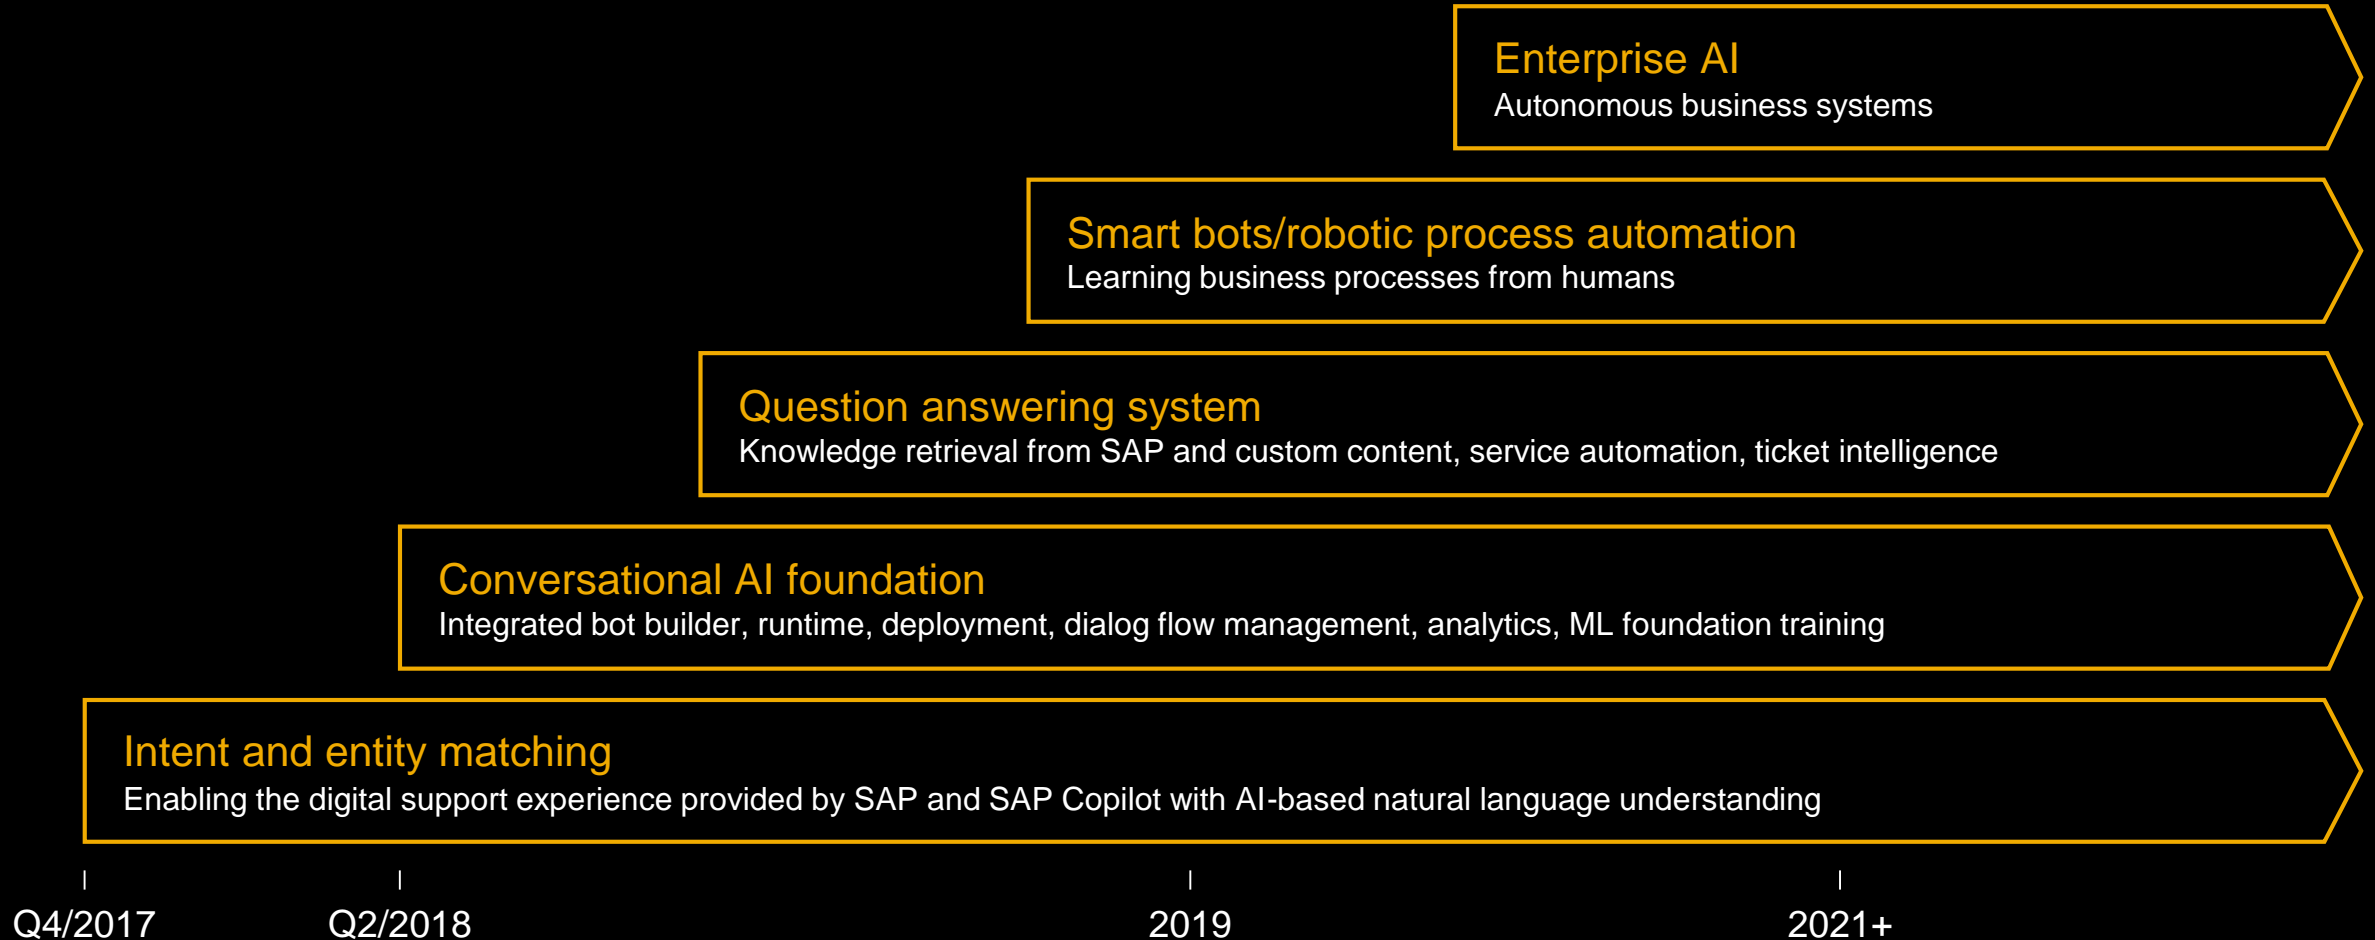 Enterprise AI
Autonomous business systems
Smart bots/robotic process automation
Learning business processes from humans
Question answering system
Knowledge retrieval from SAP and custom content, service automation, ticket intelligence
Conversational AI foundation
Integrated bot builder, runtime, deployment, dialog flow management, analytics, ML foundation training
Intent and entity matching
Enabling the digital support experience provided by SAP and SAP Copilot with AI-based natural language understanding
Q4/2017 Q2/2018 2019 2021+